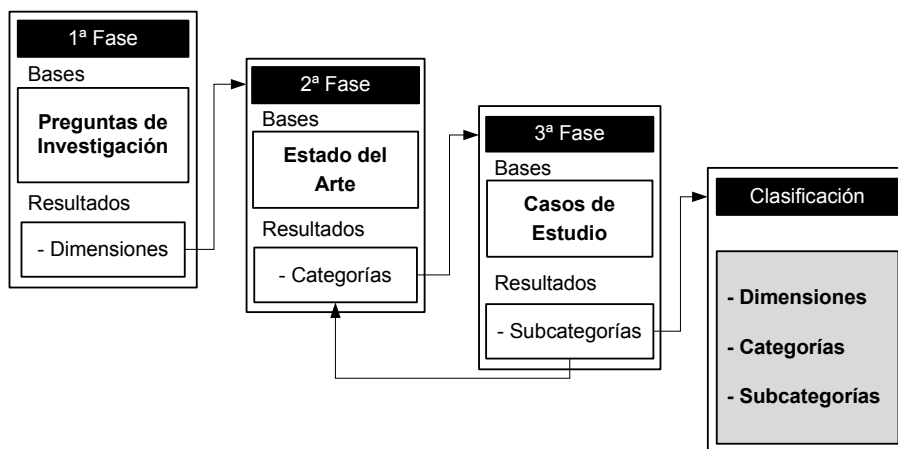 1ª Fase
Bases
Preguntas de
Investigación
Resultados
- Dimensiones
2ª Fase
Bases
Estado del
Arte
Resultados
- Categorías
3ª Fase
Bases
Casos de
Estudio
Resultados
- Subcategorías
Clasificación
- Dimensiones
- Categorías
- Subcategorías